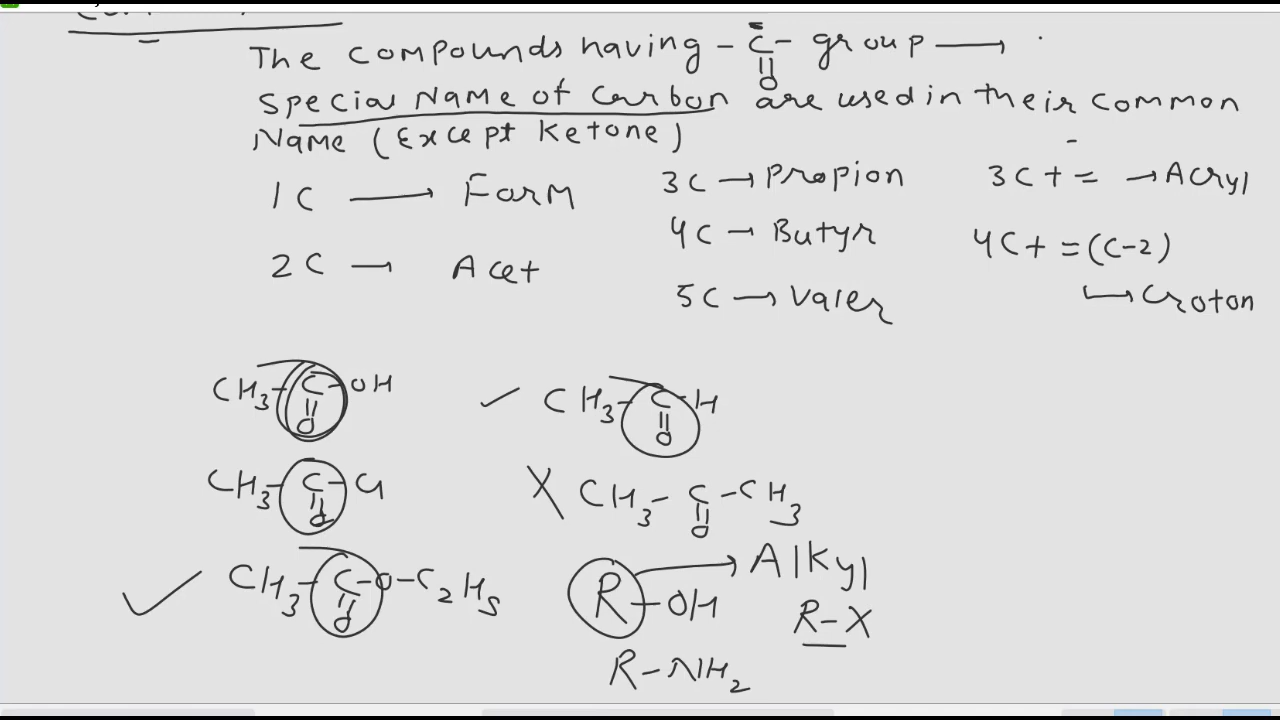 The compounds having -C- group →
||
O
Special Name of Carbon are used in their common
Name (Except Ketone)
1C → Form
3C → Propion
3C + = → Acryl
2C → Acet
4C → Butyr
4C + = (C-2)
↳ Croton
5C → Valer
CH3-C-OH
||
O
✓ CH3-C-H
||
O
CH3-C-Cl
||
O
X CH3-C-CH3
||
O
✓ CH3-C-O-C2H5
||
O
R-OH → Alkyl
R-X
R-NH2